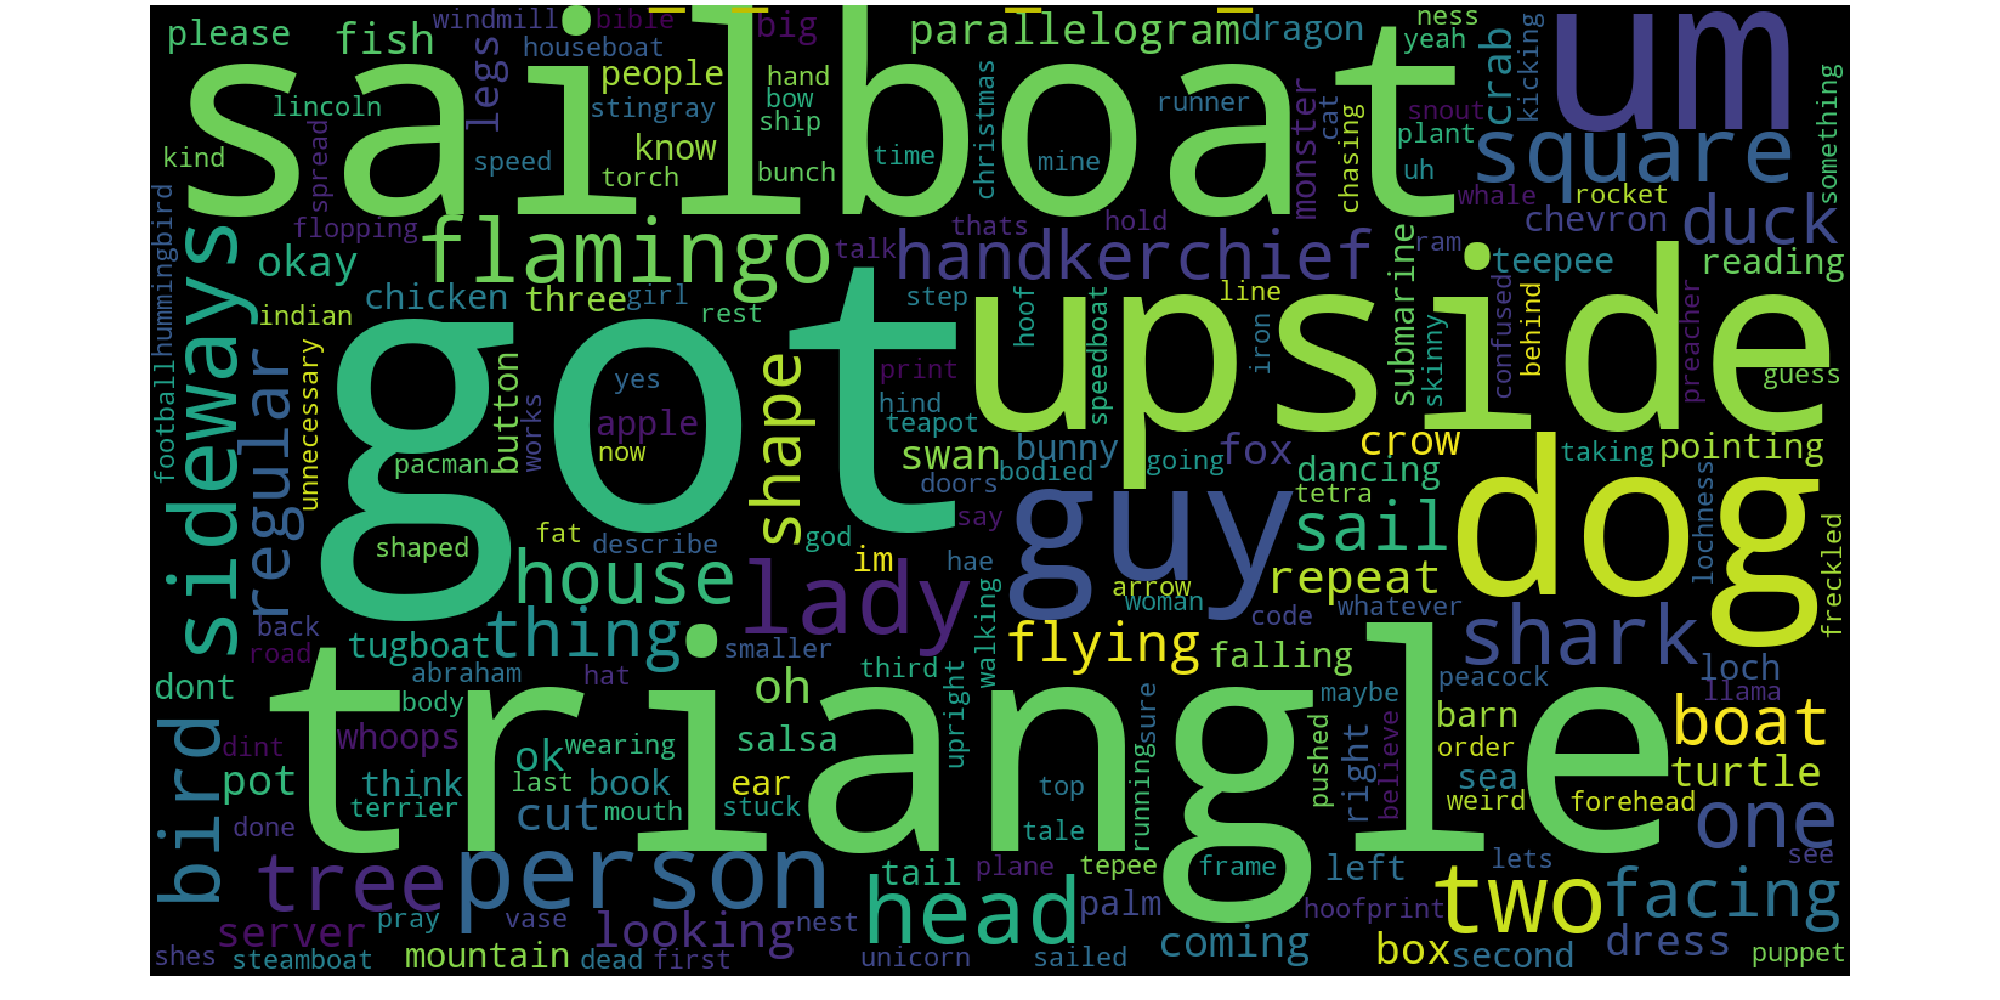 windmill bible big parallelogram dragon ness um
please fish houseboat yeah
sailboat
legs people hand crab kicking
lincoln stingray bow christmas runner monster cat snout something
ship
kind spread speed know torch bunch time mine chasing plant square
uh
whale rocket
hummingbird flopping flamingo talk thats hold chevron duck
sideways okay handkerchief submarine ram teepee reading
chicken three girl step line
indian rest upside
got
regular unnecessary button shape print hoof speedboat iron skinny confused behind preacher guess
football works yes hind
apple teapot
pacman now swan bunny fox crow taking pointing
bodied going dancing
doors tetra
dog
guy
say sail lochness freckled
shaped fat describe god
house im hae repeat
lady arrow
walking woman code whatever
back tugboat thing smaller flying falling shark
road abraham hat third peacock loch
dont body oh upright maybe llama
triangle
bird dint whoops ok wearing salsa sure barn boat
order
pot think last book ear top running pushed right believe sea turtle
terrier cut mouth stuck weird forehead
done tale one
tree person tail plane tepee frame left lets see
head two facing
server pray vase looking nest palm hoofprint
shes steamboat mountain dead first unicorn sailed coming box second dress puppet